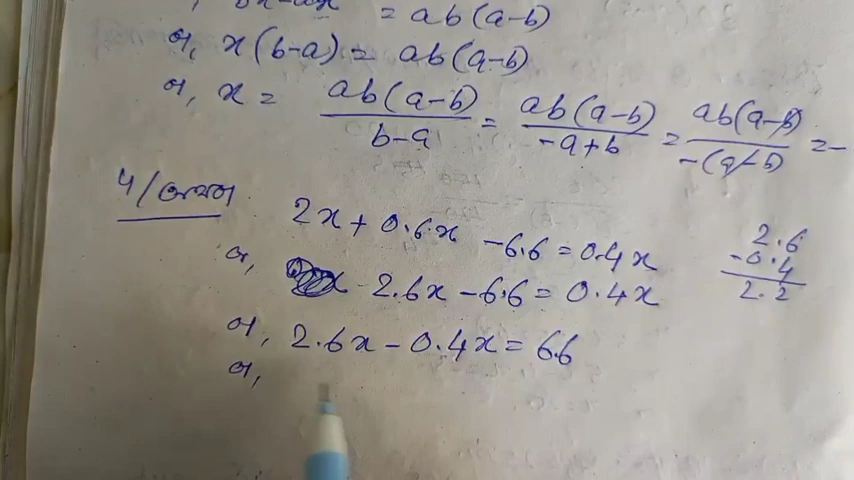 = ab(a-b)
বা, x(b-a) = ab(a-b)
বা, x = ab(a-b)/b-a = ab(a-b)/-a+b = ab(a-b)/-(a-b) = -
4/
2x + 0.6x - 6.6 = 0.4x
বা, 2.6x - 6.6 = 0.4x
বা, 2.6x - 0.4x = 6.6
বা,
2.6
-0.4
2.2